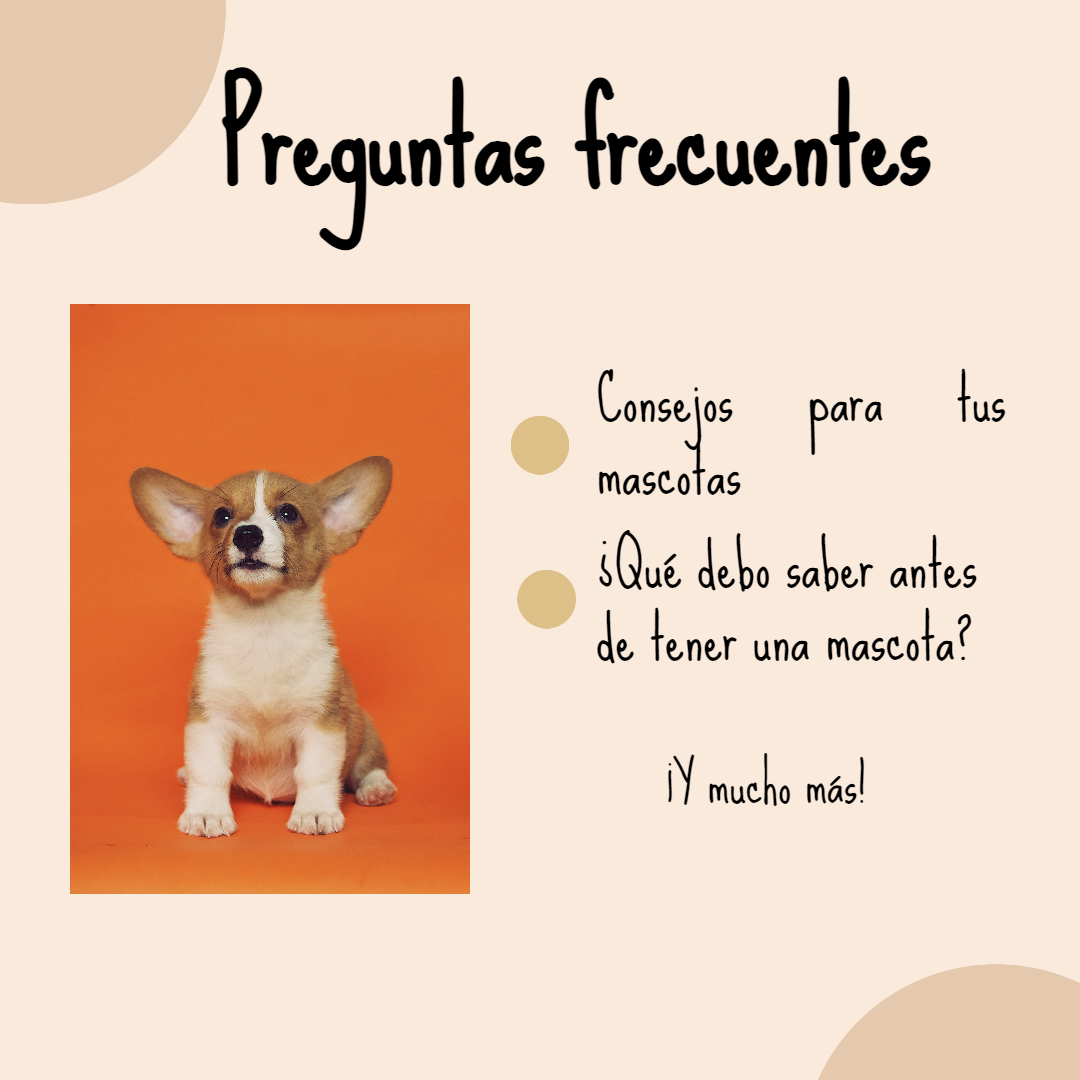 Preguntas frecuentes
Consejos para tus
mascotas
¿Qué debo saber antes
de tener una mascota?
¡Y mucho más!